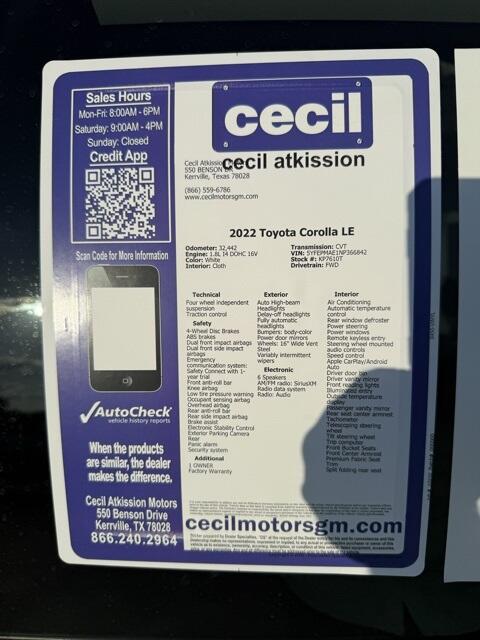 Sales Hours
Mon-Fri: 8:00AM - 6PM
Saturday: 9:00AM - 4PM
Sunday: Closed
Credit App
Scan Code for More Information
AutoCheck
vehicle history reports
When the products
are similar, the dealer
makes the difference.
Cecil Atkission Motors
550 Benson Drive
Kerrville, TX 78028
866.240.2964
cecil
cecil atkission
Cecil Atkission
550 BENSON
Kerrville, Texas 78028
(866) 559-6786
www.cecilmotorsgm.com
2022 Toyota Corolla LE
Odometer: 32,442
Engine: 1.8L I4 DOHC 16V
Color: White
Interior: Cloth
Transmission: CVT
VIN: 5YFEPMAE1NP366842
Stock #: KP7610T
Drivetrain: FWD
Technical
Four wheel independent
suspension
Traction control
Safety
4-Wheel Disc Brakes
ABS brakes
Dual front impact airbags
Dual front side impact
airbags
Emergency
communication system:
Safety Connect with 1-
year trial
Front anti-roll bar
Knee airbag
Low tire pressure warning
Occupant sensing airbag
Overhead airbag
Rear anti-roll bar
Rear side impact airbag
Brake assist
Electronic Stability Control
Exterior Parking Camera
Rear
Panic alarm
Security system
Additional
1 OWNER
Factory Warranty
Exterior
Auto High-beam
Headlights
Delay-off headlights
Fully automatic
headlights
Bumpers: body-color
Power door mirrors
Wheels: 16" Wide Vent
Steel
Variably intermittent
wipers
Electronic
6 Speakers
AM/FM radio: SiriusXM
Radio data system
Radio: Audio
Interior
Air Conditioning
Automatic temperature
control
Rear window defroster
Power steering
Power windows
Remote keyless entry
Steering wheel mounted
audio controls
Speed control
Apple CarPlay/Android
Auto
Driver door bin
Driver vanity mirror
Front reading lights
Illuminated entry
Outside temperature
display
Passenger vanity mirror
Rear seat center armrest
Tachometer
Telescoping steering
wheel
Tilt steering wheel
Trip computer
Front Bucket Seats
Front Center Armrest
Premium Fabric Seat
Trim
Split folding rear seat
cecilmotorsgm.com